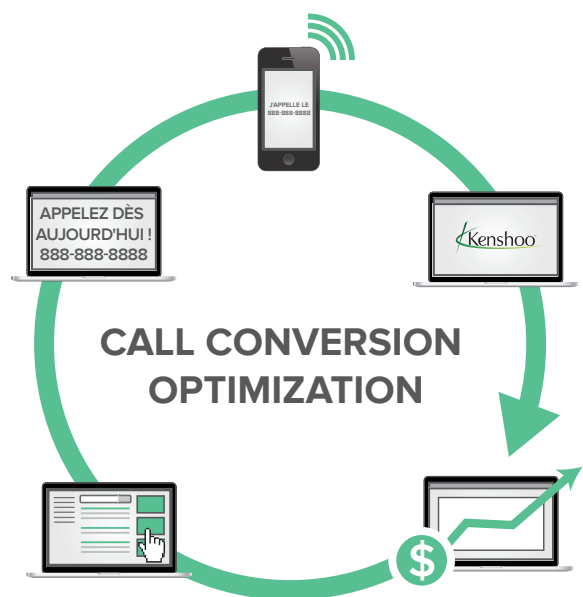 J'APPELLE LE
888-888-8888
APPELEZ DÈS
AUJOURD'HUI !
888-888-8888
Kenshoo
CALL CONVERSION
OPTIMIZATION
$